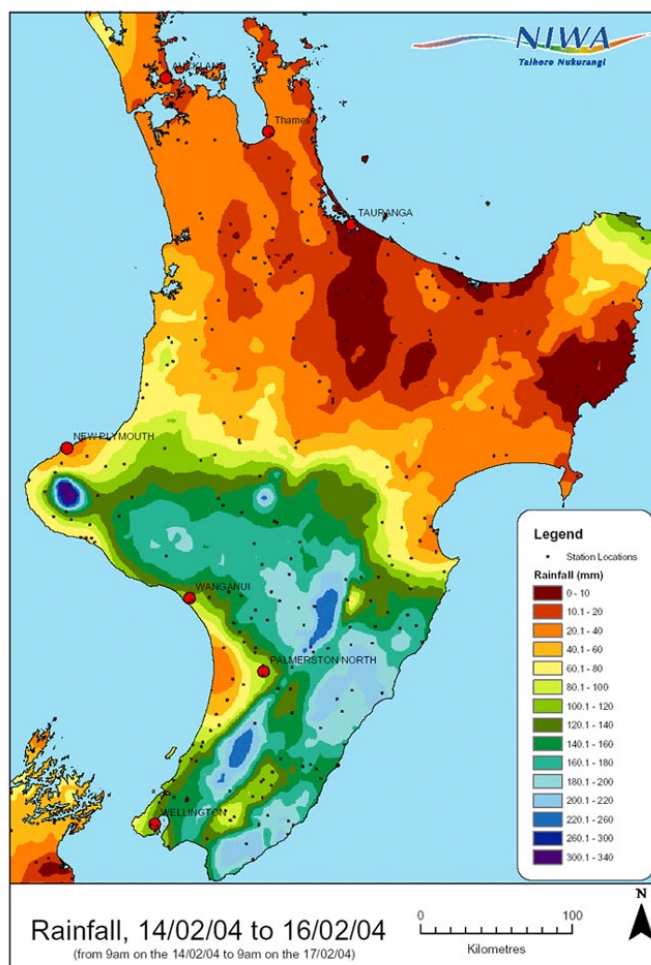 NIWA
Taihoro Nukurangi
AUCKLAND
Thames
TAURANGA
NEW PLYMOUTH
WANGANUI
PALMERSTON NORTH
WELLINGTON
Legend
Station Locations
Rainfall (mm)
0 - 10
10.1 - 20
20.1 - 40
40.1 - 60
60.1 - 80
80.1 - 100
100.1 - 120
120.1 - 140
140.1 - 160
160.1 - 180
180.1 - 200
200.1 - 220
220.1 - 260
260.1 - 300
300.1 - 340
Rainfall, 14/02/04 to 16/02/04
(from 9am on the 14/02/04 to 9am on the 17/02/04)
0 100
Kilometres
N